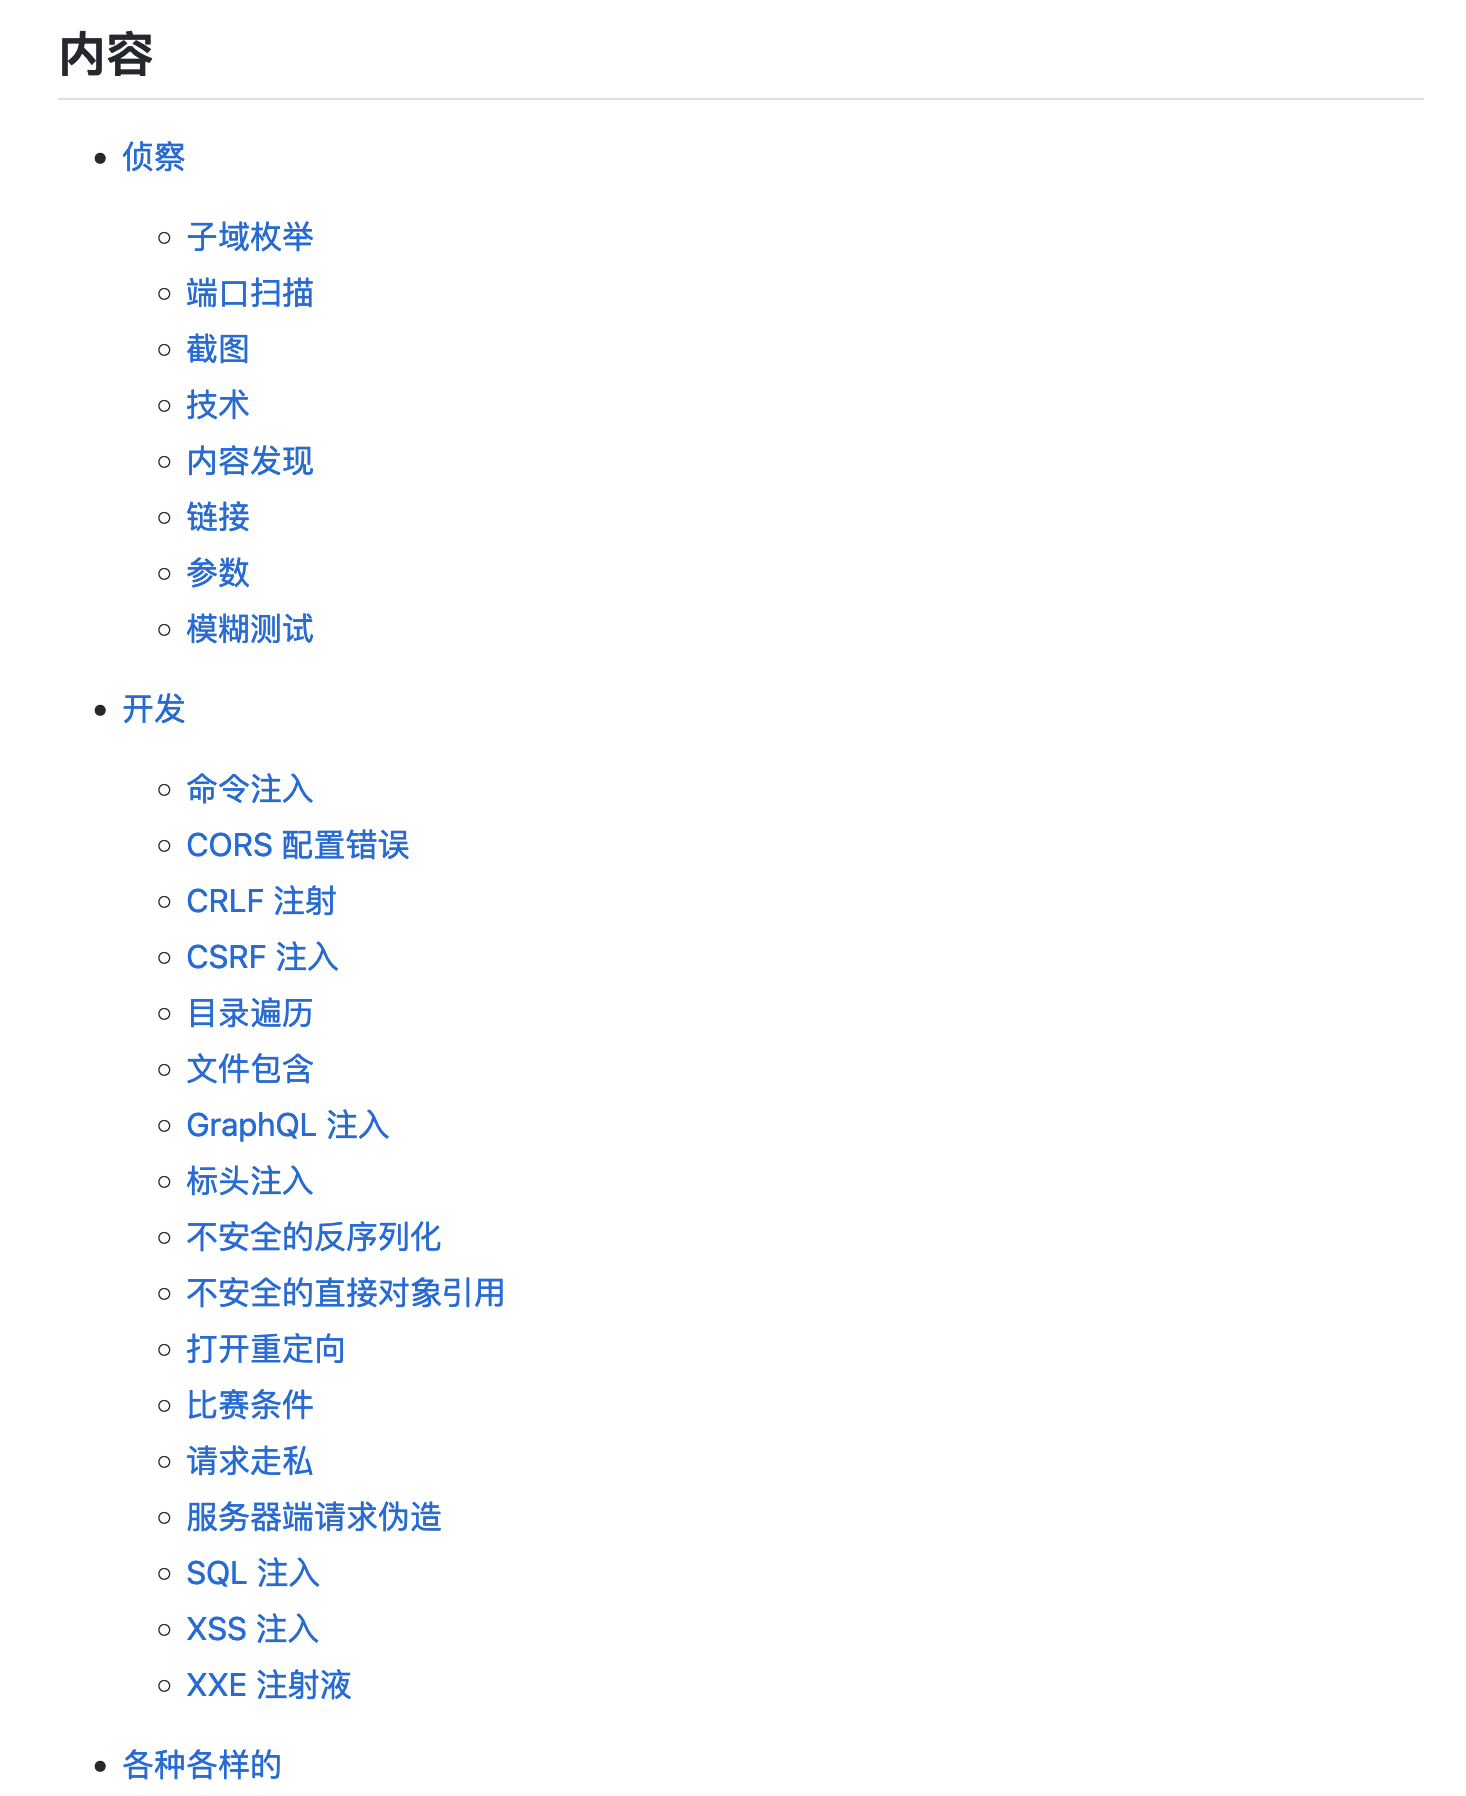 内容
侦察
子域枚举
端口扫描
截图
技术
内容发现
链接
参数
模糊测试
开发
命令注入
CORS 配置错误
CRLF 注射
CSRF 注入
目录遍历
文件包含
GraphQL 注入
标头注入
不安全的反序列化
不安全的直接对象引用
打开重定向
比赛条件
请求走私
服务器端请求伪造
SQL 注入
XSS 注入
XXE 注射液
各种各样的